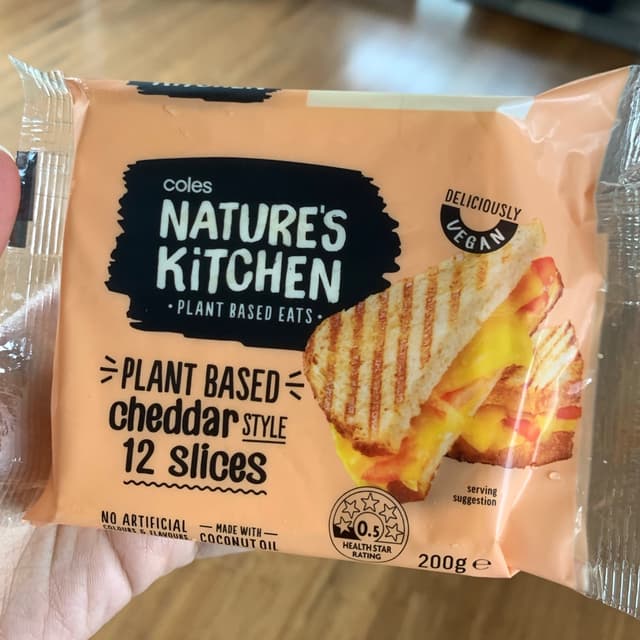 coles
NATURE'S
KiTCHEN
•PLANT BASED EATS•
DELICIOUSLY
VEGAN
PLANT BASED
cheddar STYLE
12 slices
NO ARTIFICIAL
COLOURS & FLAVOURS
MADE WITH
COCONUT OIL
0.5
HEALTH STAR
RATING
serving
suggestion
200g e